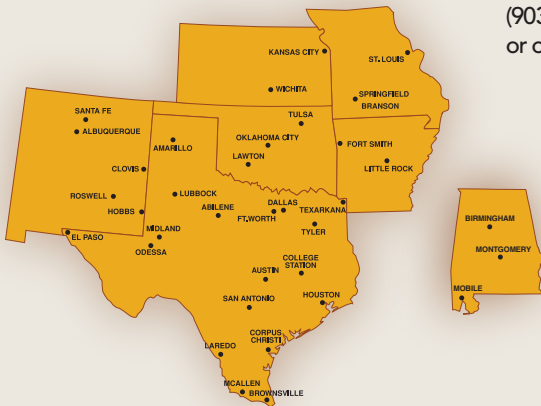 (903
or o
KANSAS CITY
ST. LOUIS
WICHITA
SPRINGFIELD
BRANSON
SANTA FE
TULSA
ALBUQUERQUE
OKLAHOMA CITY
FORT SMITH
AMARILLO
LAWTON
LITTLE ROCK
CLOVIS
ROSWELL
LUBBOCK
HOBBS
ABILENE
DALLAS
FT.WORTH
TEXARKANA
BIRMINGHAM
EL PASO
MIDLAND
TYLER
ODESSA
MONTGOMERY
COLLEGE
STATION
AUSTIN
MOBILE
SAN ANTONIO
HOUSTON
CORPUS
CHRISTI
LAREDO
MCALLEN
BROWNSVILLE